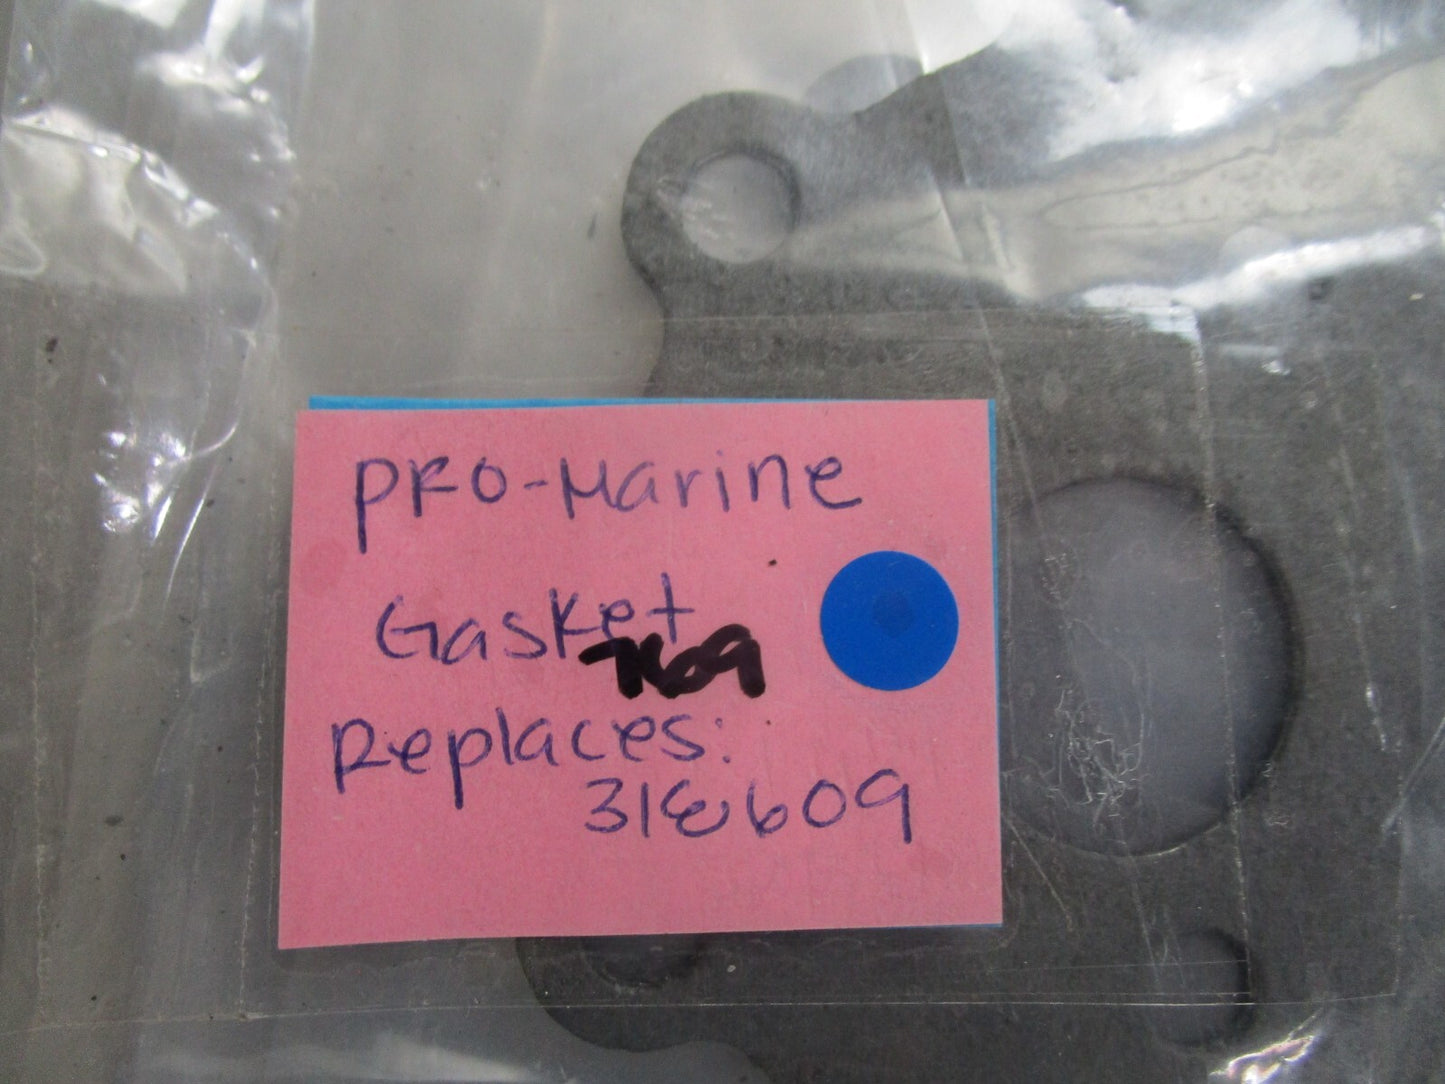 PRO-Marine
Gasket
769
Replaces:
318609